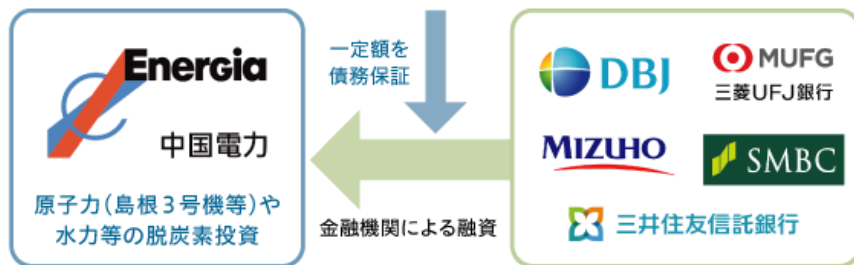 Energia
中国電力
原子力(島根3号機等)や
水力等の脱炭素投資
一定額を
債務保証
金融機関による融資
DBJ
MUFG
三菱UFJ銀行
MIZUHO
SMBC
三井住友信託銀行